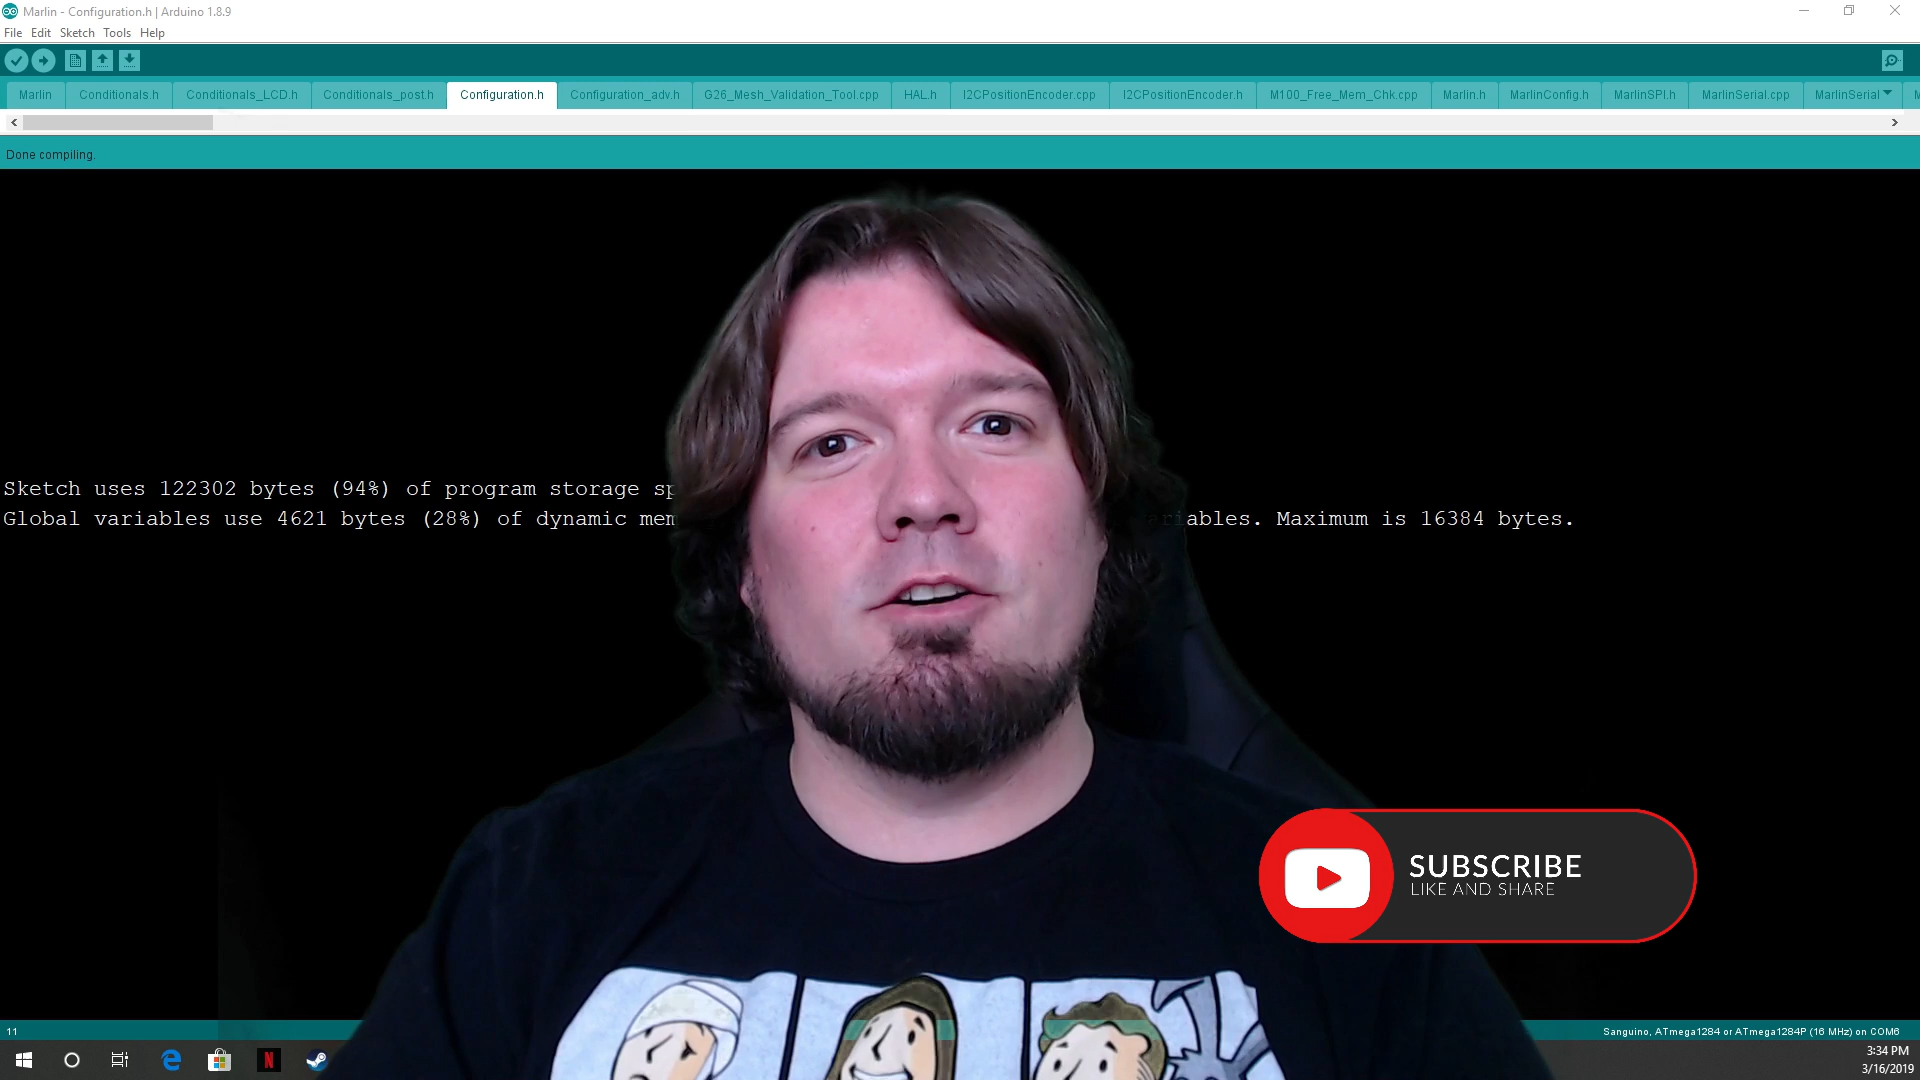 Marlin - Configuration.h | Arduino 1.8.9
File Edit Sketch Tools Help
Marlin Conditionals.h Conditionals_LCD.h Conditionals_post.h Configuration.h Configuration_adv.h G26_Mesh_Validation_Tool.cpp HAL.h I2CPositionEncoder.cpp I2CPositionEncoder.h M100_Free_Mem_Chk.cpp Marlin.h MarlinConfig.h MarlinSPI.h MarlinSerial.cpp MarlinSerial
Done compiling.
Sketch uses 122302 bytes (94%) of program storage sp
Global variables use 4621 bytes (28%) of dynamic mem riables. Maximum is 16384 bytes.
SUBSCRIBE
LIKE AND SHARE
11 Sanguino, ATmega1284 or ATmega1284P (16 MHz) on COM6
3:34 PM
3/16/2019